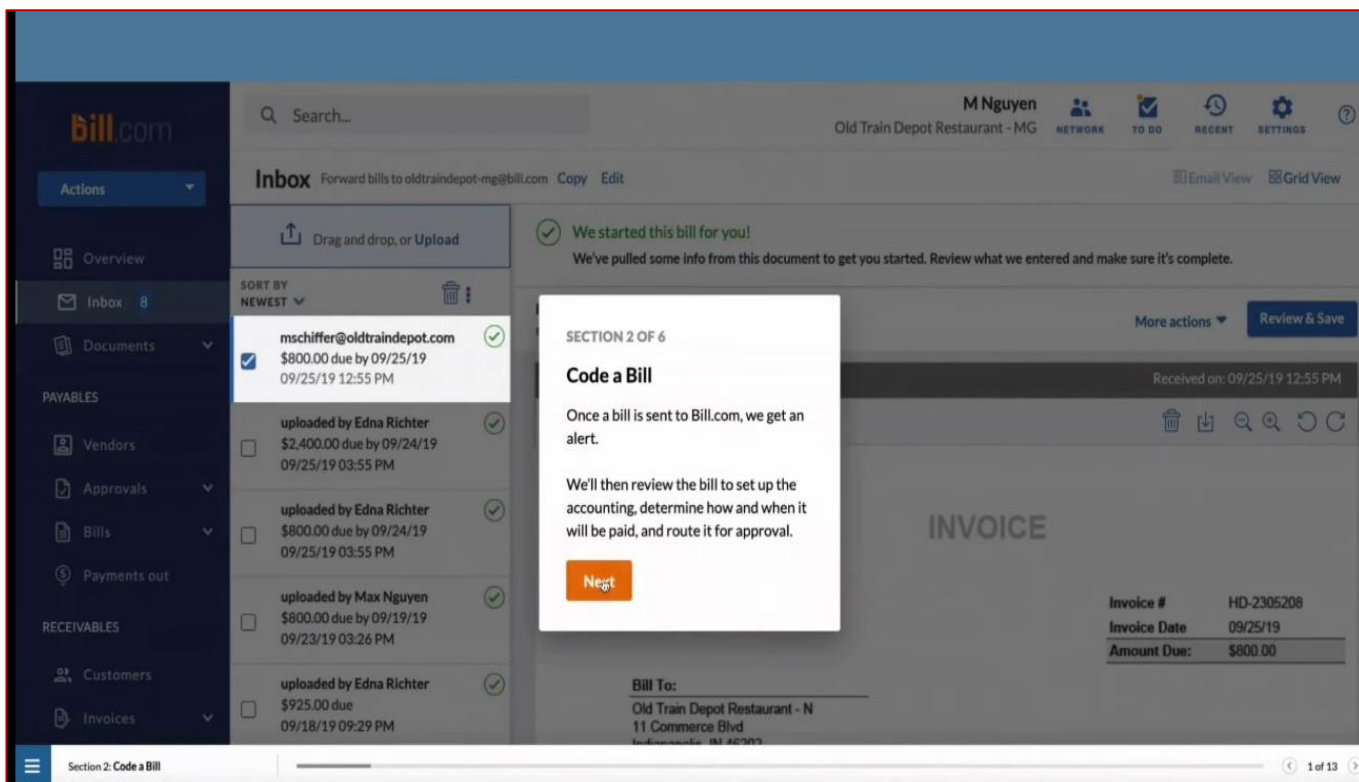 bill.com
Search...
M Nguyen
Old Train Depot Restaurant - MG
NETWORK
TO DO
RECENT
SETTINGS
?
Actions
Inbox Forward bills to oldtraindepot-mg@bill.com Copy Edit
Email View
Grid View
Overview
Inbox 8
Documents
PAYABLES
Vendors
Approvals
Bills
Payments out
RECEIVABLES
Customers
Invoices
Drag and drop, or Upload
SORT BY
NEWEST
mschiffer@oldtraindepot.com
$800.00 due by 09/25/19
09/25/19 12:55 PM
uploaded by Edna Richter
$2,400.00 due by 09/24/19
09/25/19 03:55 PM
uploaded by Edna Richter
$800.00 due by 09/24/19
09/25/19 03:55 PM
uploaded by Max Nguyen
$800.00 due by 09/19/19
09/23/19 03:26 PM
uploaded by Edna Richter
$925.00 due
09/18/19 09:29 PM
We started this bill for you!
We've pulled some info from this document to get you started. Review what we entered and make sure it's complete.
More actions
Review & Save
Received on: 09/25/19 12:55 PM
SECTION 2 OF 6
Code a Bill
Once a bill is sent to Bill.com, we get an
alert.
We'll then review the bill to set up the
accounting, determine how and when it
will be paid, and route it for approval.
Next
INVOICE
Invoice # HD-2305208
Invoice Date 09/25/19
Amount Due: $800.00
Bill To:
Old Train Depot Restaurant - N
11 Commerce Blvd
Indianapolis, IN 46202
Section 2: Code a Bill
1 of 13